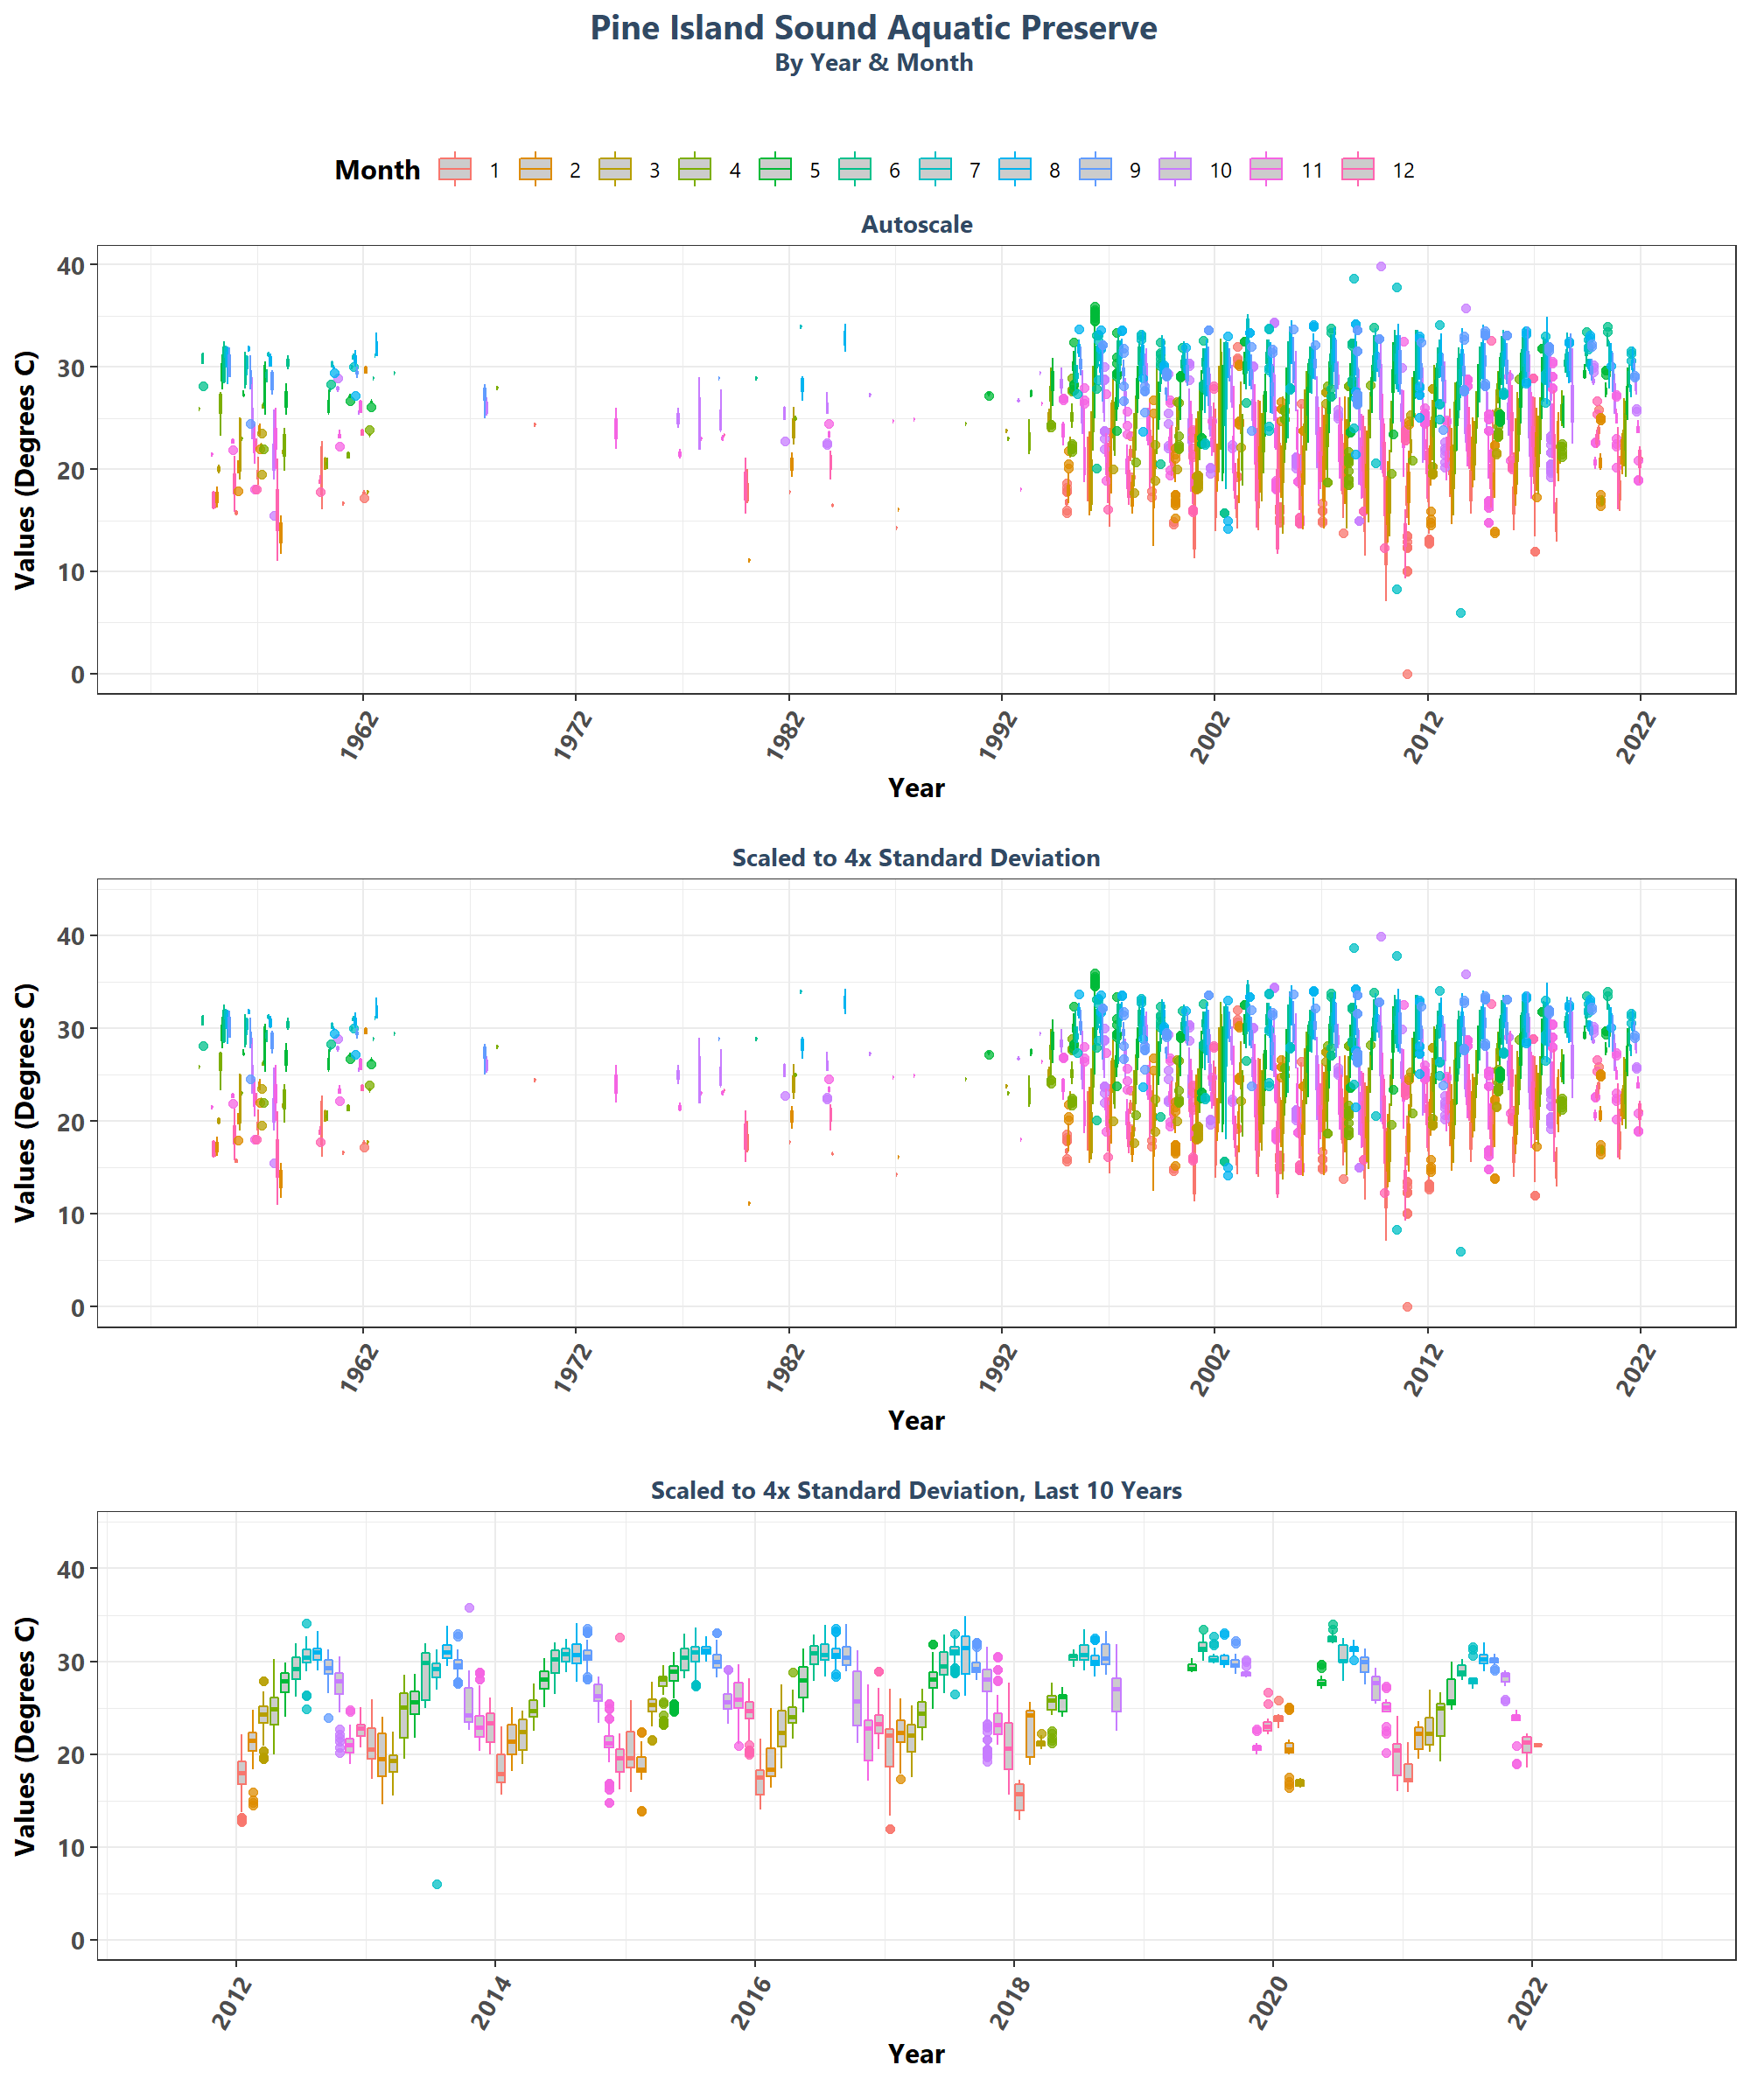 Pine Island Sound Aquatic Preserve
By Year & Month
Month 1 2 3 4 5 6 7 8 9 10 11 12
Autoscale
Values (Degrees C)
40
30
20
10
0
1962 1972 1982 1992 2002 2012 2022
Year
Scaled to 4x Standard Deviation
Values (Degrees C)
40
30
20
10
0
1962 1972 1982 1992 2002 2012 2022
Year
Scaled to 4x Standard Deviation, Last 10 Years
Values (Degrees C)
40
30
20
10
0
2012 2014 2016 2018 2020 2022
Year